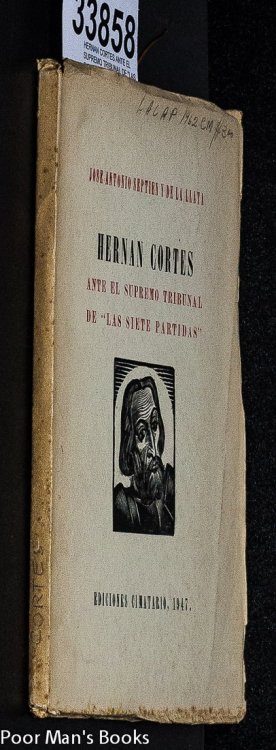 33858
HERNAN CORTES ANTE EL
SUPREMO TRIBUNAL DE "LAS
JOSE ANTONIO SEPTIEN Y DE LA LLATA
HERNAN CORTES
ANTE EL SUPREMO TRIBUNAL
DE "LAS SIETE PARTIDAS"
EDICIONES CIMATARIO, 1947.
CORTES
Poor Man's Books